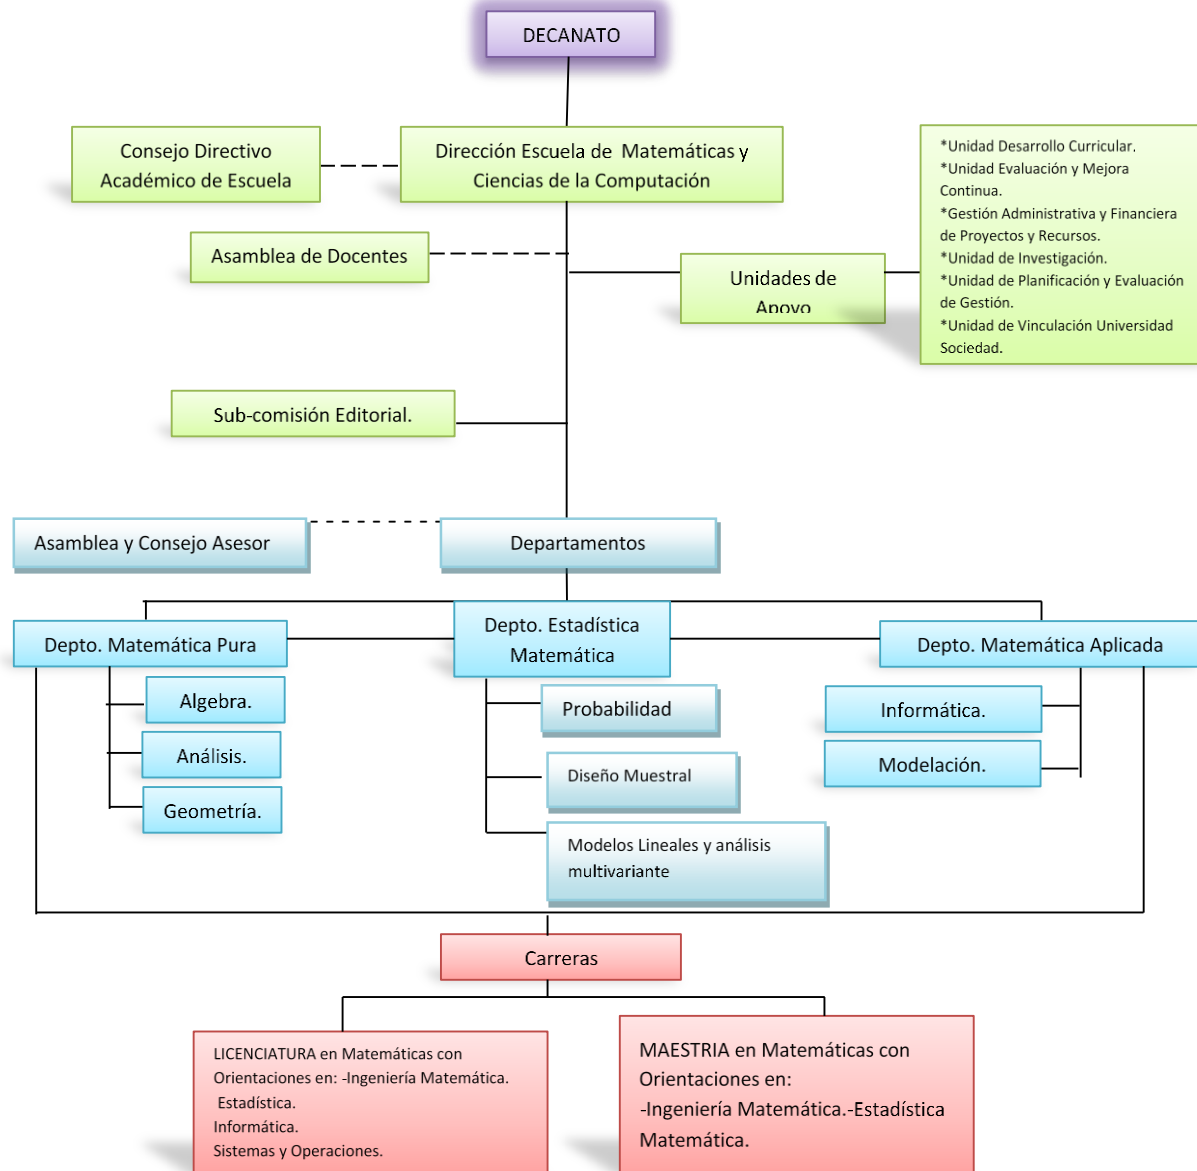 DECANATO
Consejo Directivo
Académico de Escuela
Dirección Escuela de Matemáticas y
Ciencias de la Computación
*Unidad Desarrollo Curricular.
*Unidad Evaluación y Mejora
Continua.
*Gestión Administrativa y Financiera
de Proyectos y Recursos.
*Unidad de Investigación.
*Unidad de Planificación y Evaluación
de Gestión.
*Unidad de Vinculación Universidad
Sociedad.
Asamblea de Docentes
Unidades de
Apoyo
Sub-comisión Editorial.
Asamblea y Consejo Asesor
Departamentos
Depto. Matemática Pura
Depto. Estadística
Matemática
Depto. Matemática Aplicada
Algebra.
Análisis.
Geometría.
Probabilidad
Diseño Muestral
Modelos Lineales y análisis
multivariante
Informática.
Modelación.
Carreras
LICENCIATURA en Matemáticas con
Orientaciones en: -Ingeniería Matemática.
Estadística.
Informática.
Sistemas y Operaciones.
MAESTRIA en Matemáticas con
Orientaciones en:
-Ingeniería Matemática.-Estadística
Matemática.